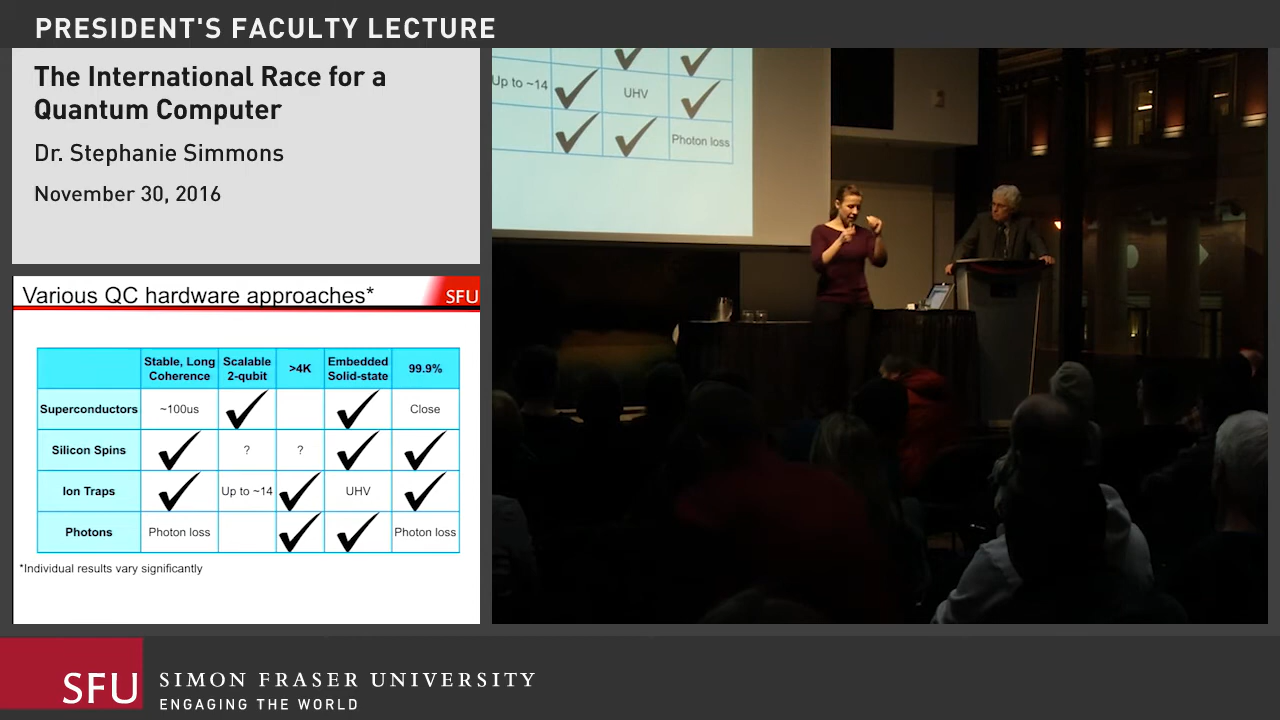 PRESIDENT'S FACULTY LECTURE
The International Race for a
Quantum Computer
Dr. Stephanie Simmons
November 30, 2016
Various QC hardware approaches*
SFU
Stable, Long Coherence
Scalable 2-qubit
>4K
Embedded Solid-state
99.9%
Superconductors ~100us ✓ ✓ Close
Silicon Spins ✓ ? ? ✓ ✓
Ion Traps ✓ Up to ~14 ✓ UHV ✓
Photons Photon loss ✓ ✓ Photon loss
*Individual results vary significantly
Up to ~14 ✓ UHV ✓
✓ ✓ Photon loss
SFU
SIMON FRASER UNIVERSITY
ENGAGING THE WORLD